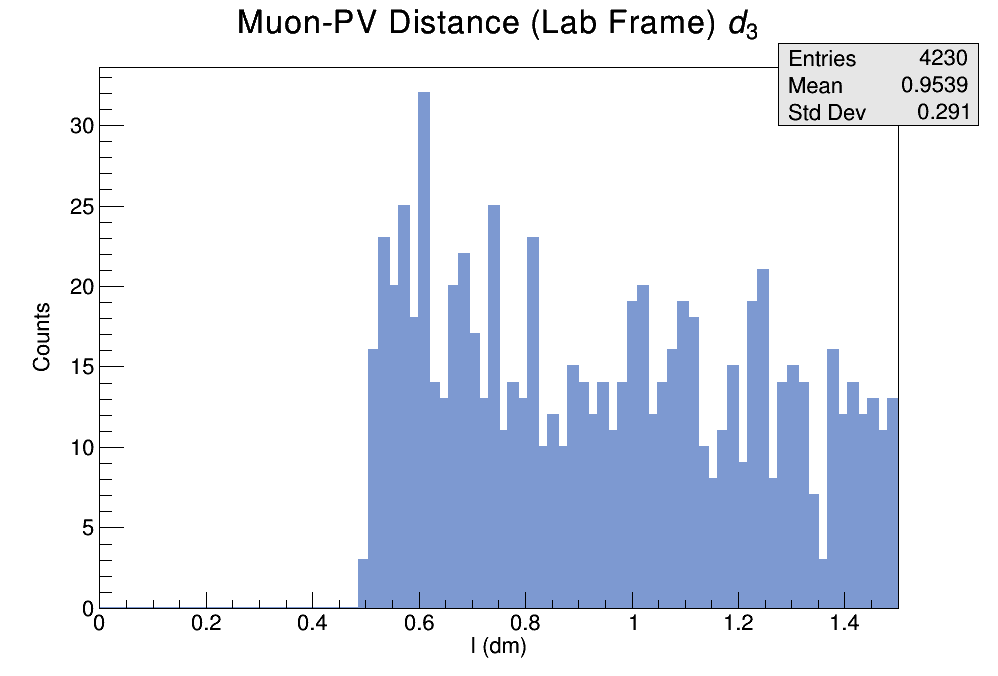 Muon-PV Distance (Lab Frame) d₃
Entries 4230
Mean 0.9539
Std Dev 0.291
30
25
20
15
10
5
0
Counts
0 0.2 0.4 0.6 0.8 1 1.2 1.4
l (dm)